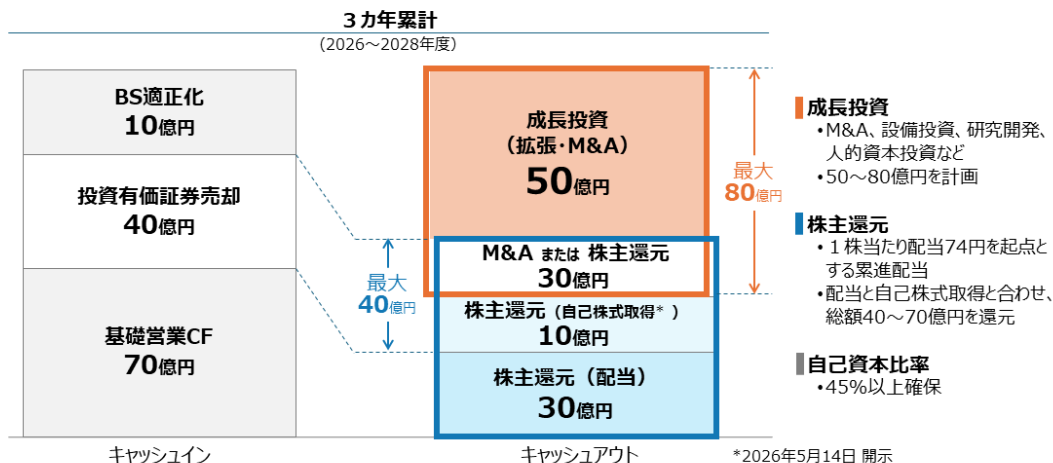 ３カ年累計
（2026～2028年度）
BS適正化
10億円
投資有価証券売却
40億円
基礎営業CF
70億円
キャッシュイン
最大
40億円
成長投資
（拡張・M&A）
50億円
M&A または 株主還元
30億円
株主還元（自己株式取得*）
10億円
株主還元（配当）
30億円
キャッシュアウト
最大
80億円
成長投資
・M&A、設備投資、研究開発、
人的資本投資など
・50～80億円を計画
株主還元
・１株当たり配当74円を起点と
する累進配当
・配当と自己株式取得と合わせ、
総額40～70億円を還元
自己資本比率
・45%以上確保
*2026年5月14日 開示